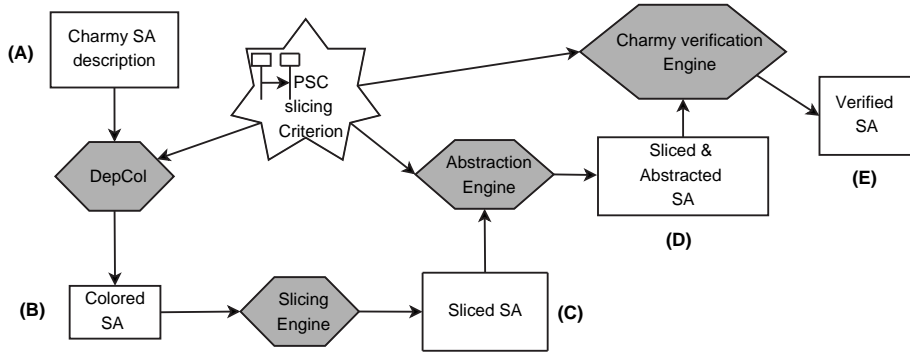 (A)
Charmy SA
description
PSC
slicing
Criterion
Charmy verification
Engine
Verified
SA
(E)
DepCol
Abstraction
Engine
Sliced &
Abstracted
SA
(D)
(B)
Colored
SA
Slicing
Engine
Sliced SA
(C)